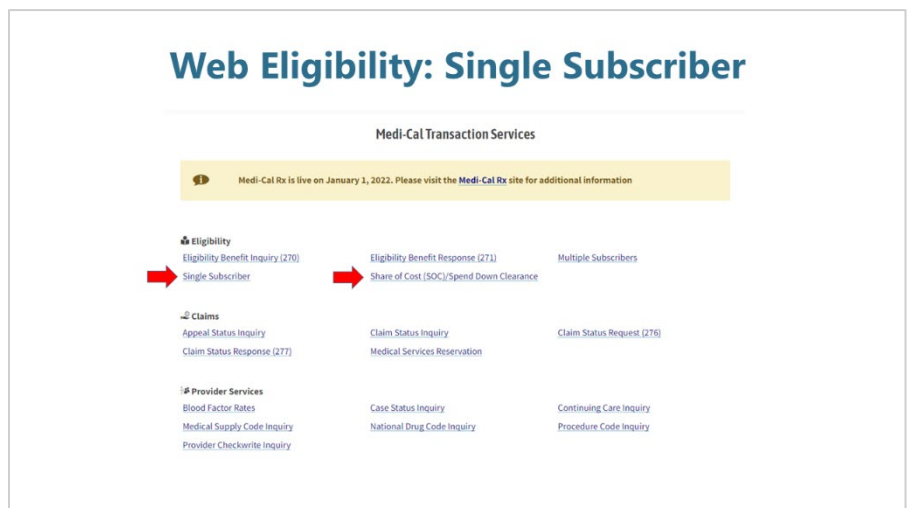 Web Eligibility: Single Subscriber
Medi-Cal Transaction Services
Medi-Cal Rx is live on January 1, 2022. Please visit the Medi-Cal Rx site for additional information
Eligibility
Eligibility Benefit Inquiry (270) Eligibility Benefit Response (271) Multiple Subscribers
Single Subscriber Share of Cost (SOC)/Spend Down Clearance
Claims
Appeal Status Inquiry Claim Status Inquiry Claim Status Request (276)
Claim Status Response (277) Medical Services Reservation
Provider Services
Blood Factor Rates Case Status Inquiry Continuing Care Inquiry
Medical Supply Code Inquiry National Drug Code Inquiry Procedure Code Inquiry
Provider Checkwrite Inquiry